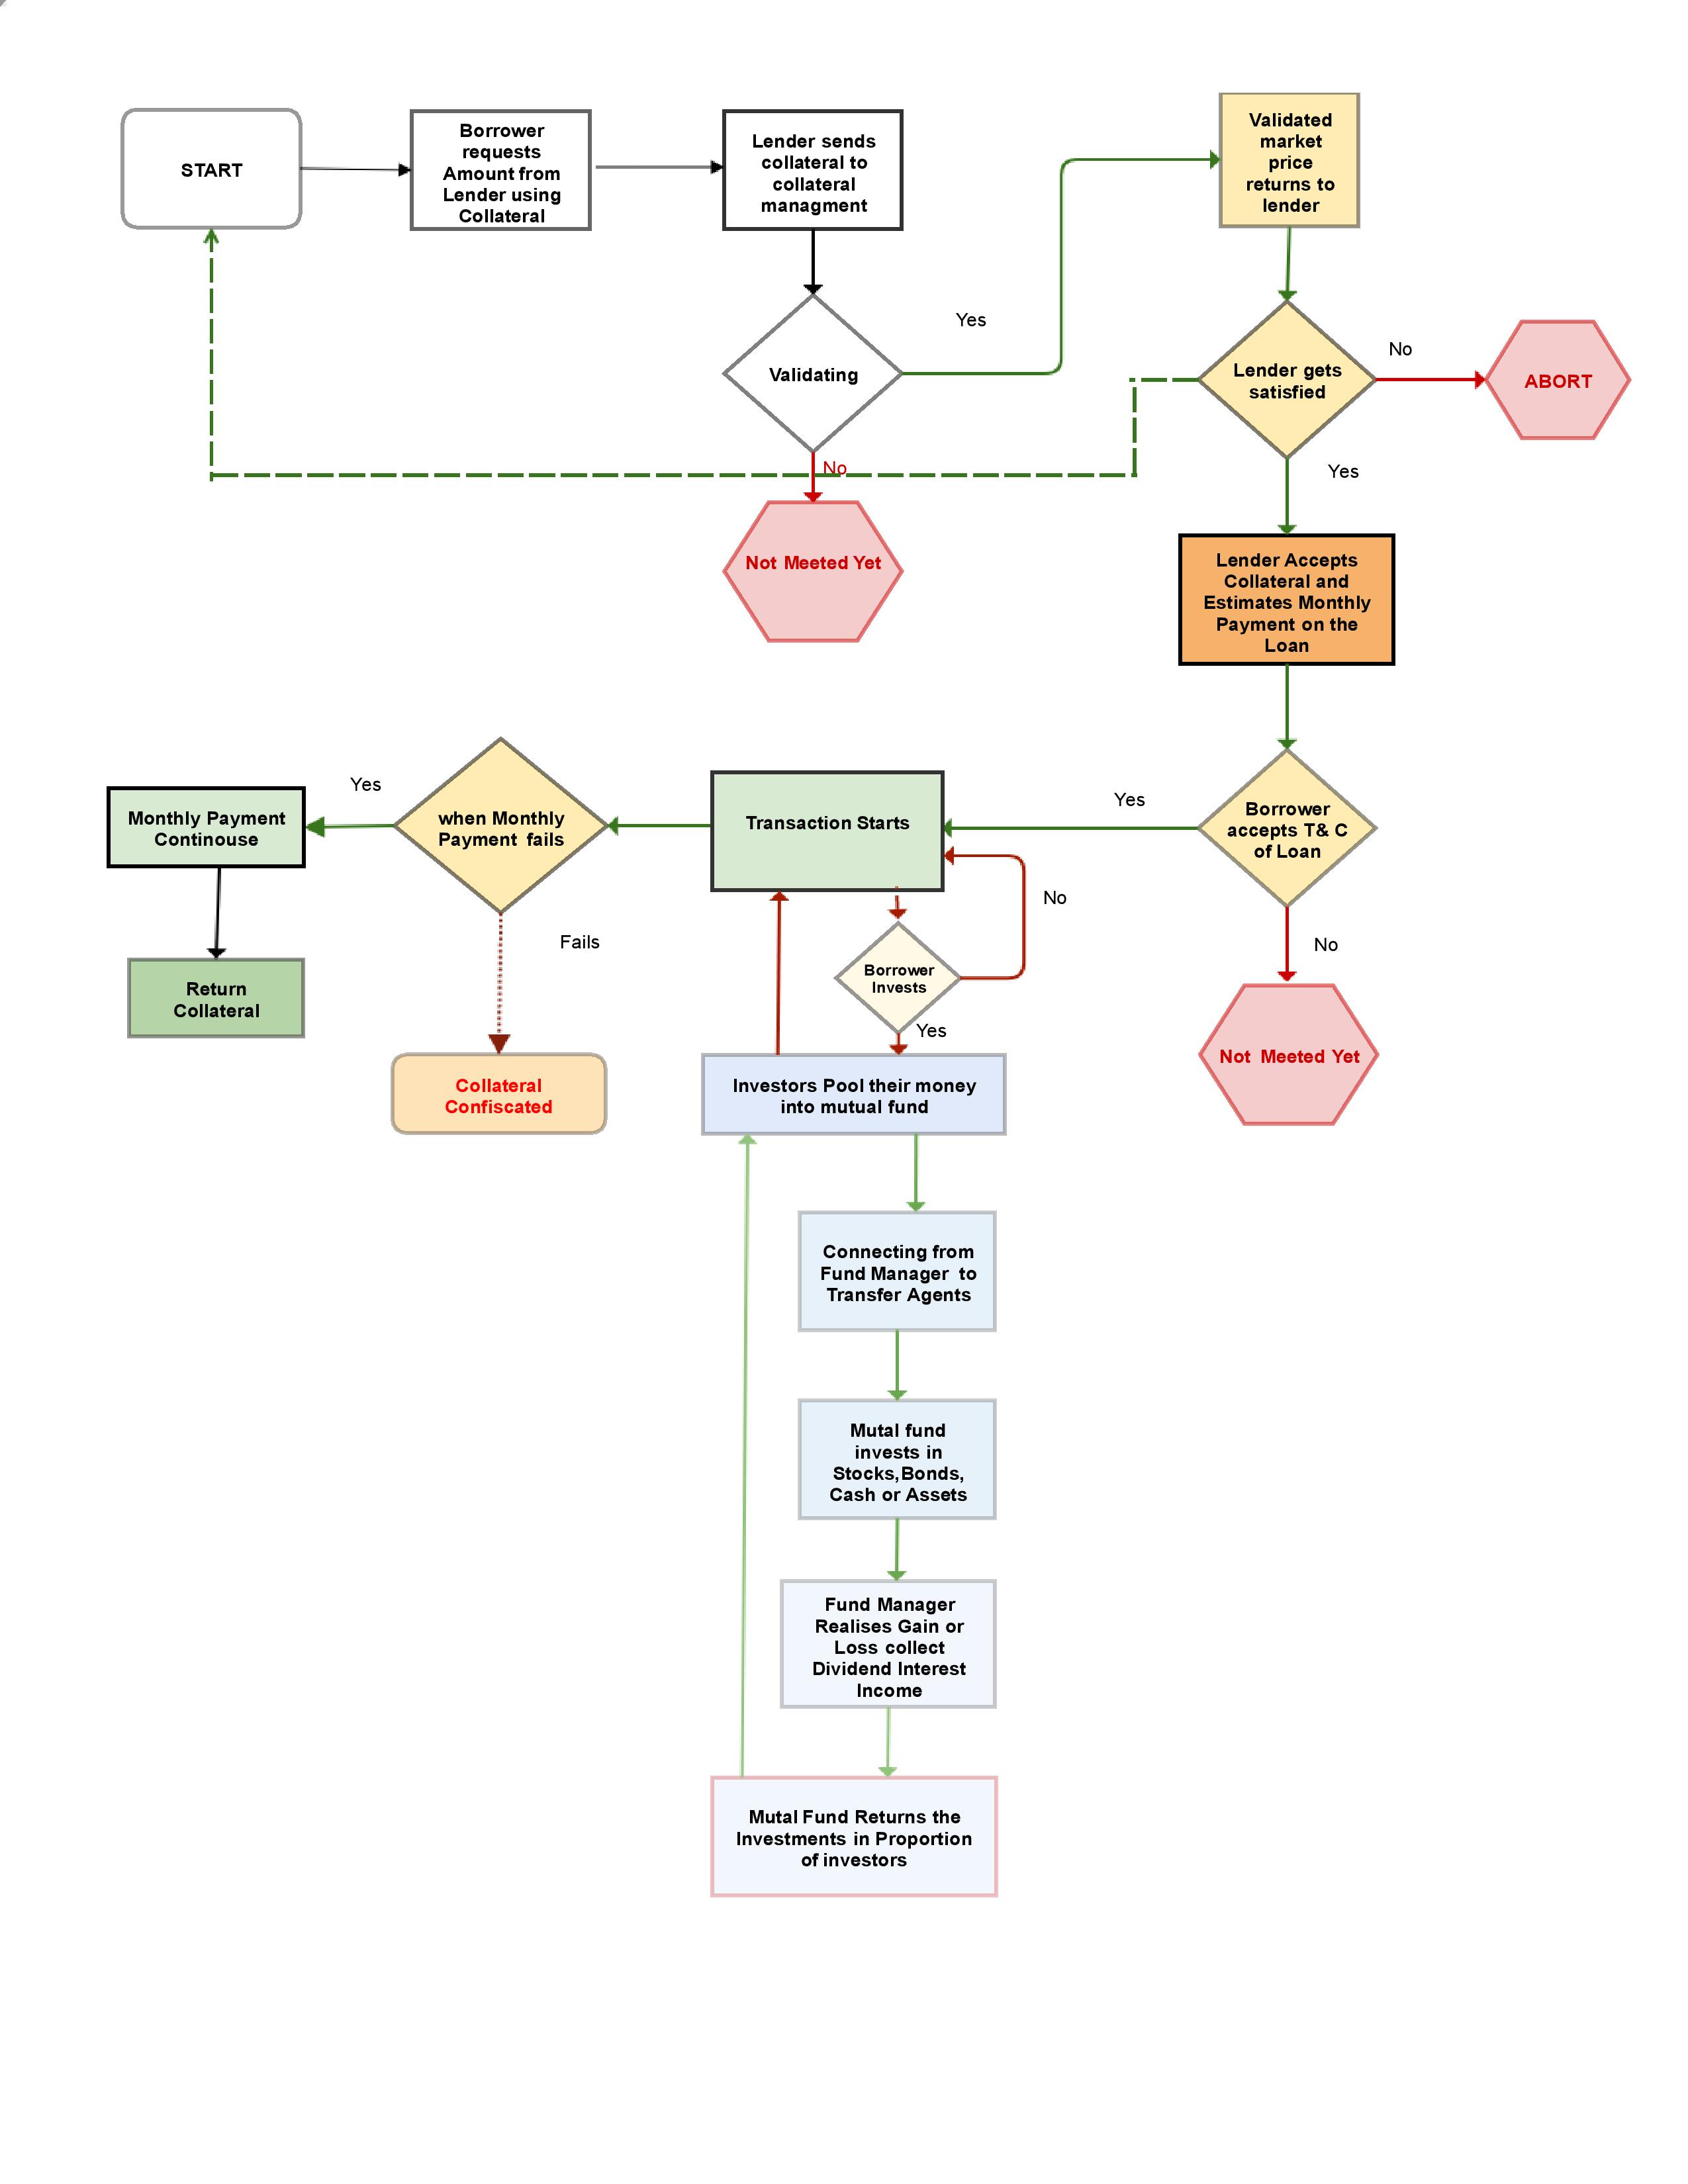 START
Borrower
requests
Amount from
Lender using
Collateral
Lender sends
collateral to
collateral
managment
Validated
market
price
returns to
lender
Yes
Validating
No
Not Meeted Yet
Lender gets
satisfied
No
ABORT
Yes
Lender Accepts
Collateral and
Estimates Monthly
Payment on the
Loan
Borrower
accepts T& C
of Loan
Yes
No
Not Meeted Yet
Transaction Starts
No
Borrower
Invests
Yes
when Monthly
Payment fails
Yes
Monthly Payment
Continouse
Return
Collateral
Fails
Collateral
Confiscated
Investors Pool their money
into mutual fund
Connecting from
Fund Manager to
Transfer Agents
Mutal fund
invests in
Stocks,Bonds,
Cash or Assets
Fund Manager
Realises Gain or
Loss collect
Dividend Interest
Income
Mutal Fund Returns the
Investments in Proportion
of investors